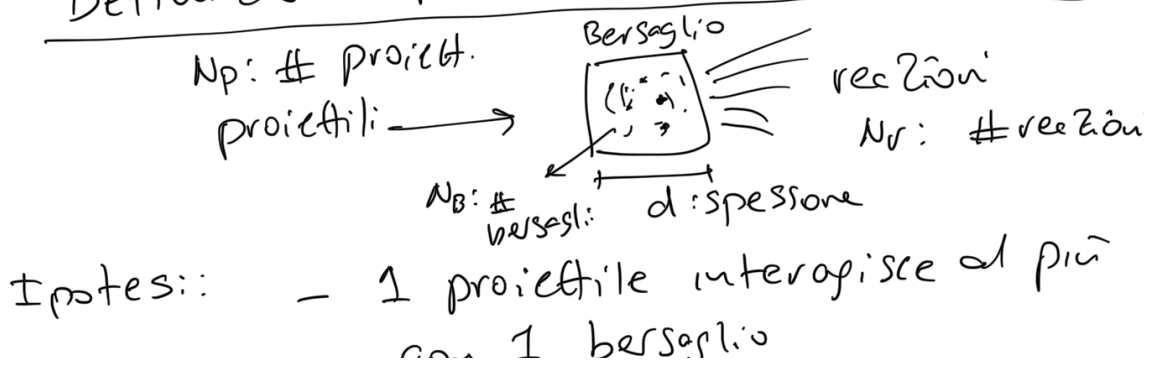 Bersaglio
Np: # proiett.
proiettili
reazioni
Nr: # reazioni
NB: #
bersagli
d: spessore
Ipotesi: - 1 proiettile interagisce al più
con 1 bersaglio